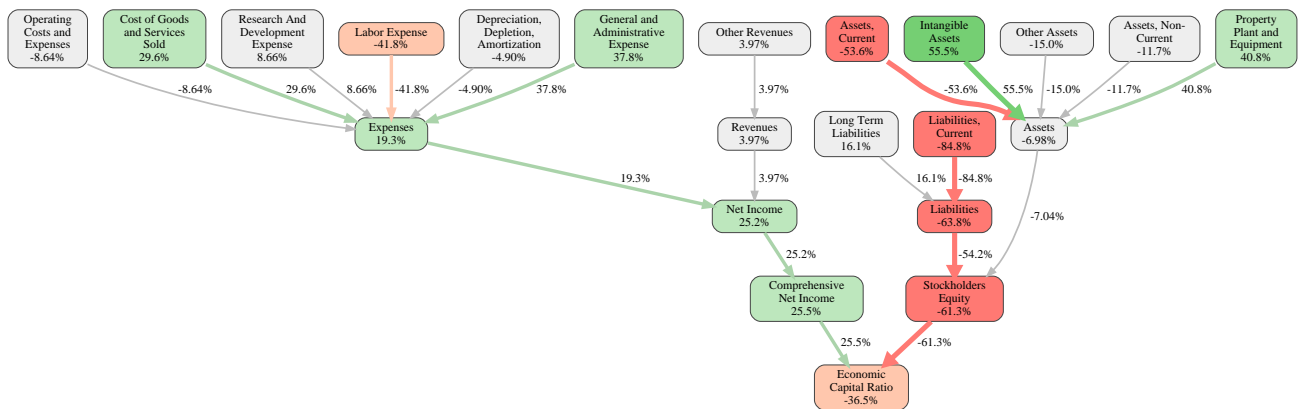 Operating
Costs and
Expenses
-8.64%
Cost of Goods
and Services
Sold
29.6%
Research And
Development
Expense
8.66%
Labor Expense
-41.8%
Depreciation,
Depletion,
Amortization
-4.90%
General and
Administrative
Expense
37.8%
Other Revenues
3.97%
Assets,
Current
-53.6%
Intangible
Assets
55.5%
Other Assets
-15.0%
Assets, Non-
Current
-11.7%
Property
Plant and
Equipment
40.8%
-8.64%
29.6%
8.66%
-41.8%
-4.90%
37.8%
3.97%
-53.6%
55.5%
-15.0%
-11.7%
40.8%
Expenses
19.3%
Revenues
3.97%
Long Term
Liabilities
16.1%
Liabilities,
Current
-84.8%
Assets
-6.98%
19.3%
3.97%
16.1%
-84.8%
-7.04%
Net Income
25.2%
Liabilities
-63.8%
25.2%
-54.2%
Comprehensive
Net Income
25.5%
Stockholders
Equity
-61.3%
25.5%
-61.3%
Economic
Capital Ratio
-36.5%